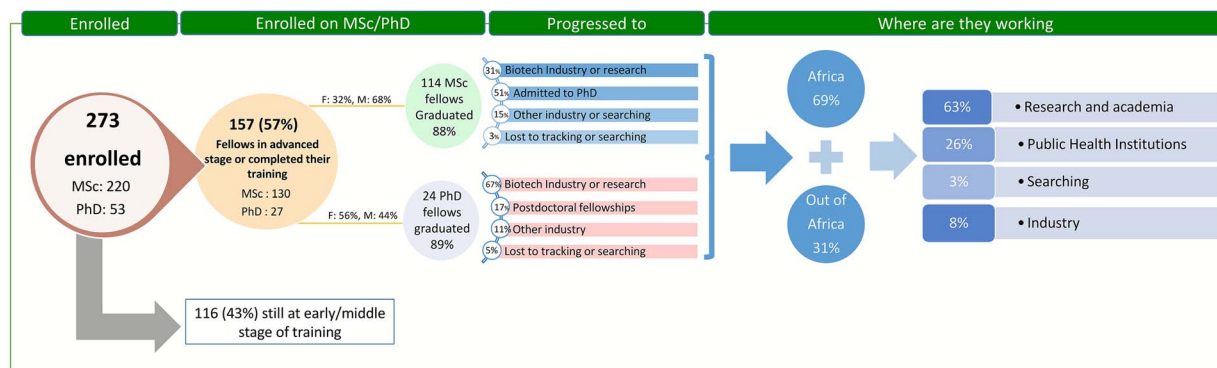 Enrolled
Enrolled on MSc/PhD
Progressed to
Where are they working
273
enrolled
MSc: 220
PhD: 53
157 (57%)
Fellows in advanced
stage or completed their
training
MSc : 130
PhD : 27
116 (43%) still at early/middle
stage of training
F: 32%, M: 68%
114 MSc
fellows
Graduated
88%
F: 56%, M: 44%
24 PhD
fellows
graduated
89%
31% Biotech Industry or research
51% Admitted to PhD
15% Other industry or searching
3% Lost to tracking or searching
67% Biotech Industry or research
17% Postdoctoral fellowships
11% Other industry
5% Lost to tracking or searching
Africa
69%
Out of
Africa
31%
63% • Research and academia
26% • Public Health Institutions
3% • Searching
8% • Industry